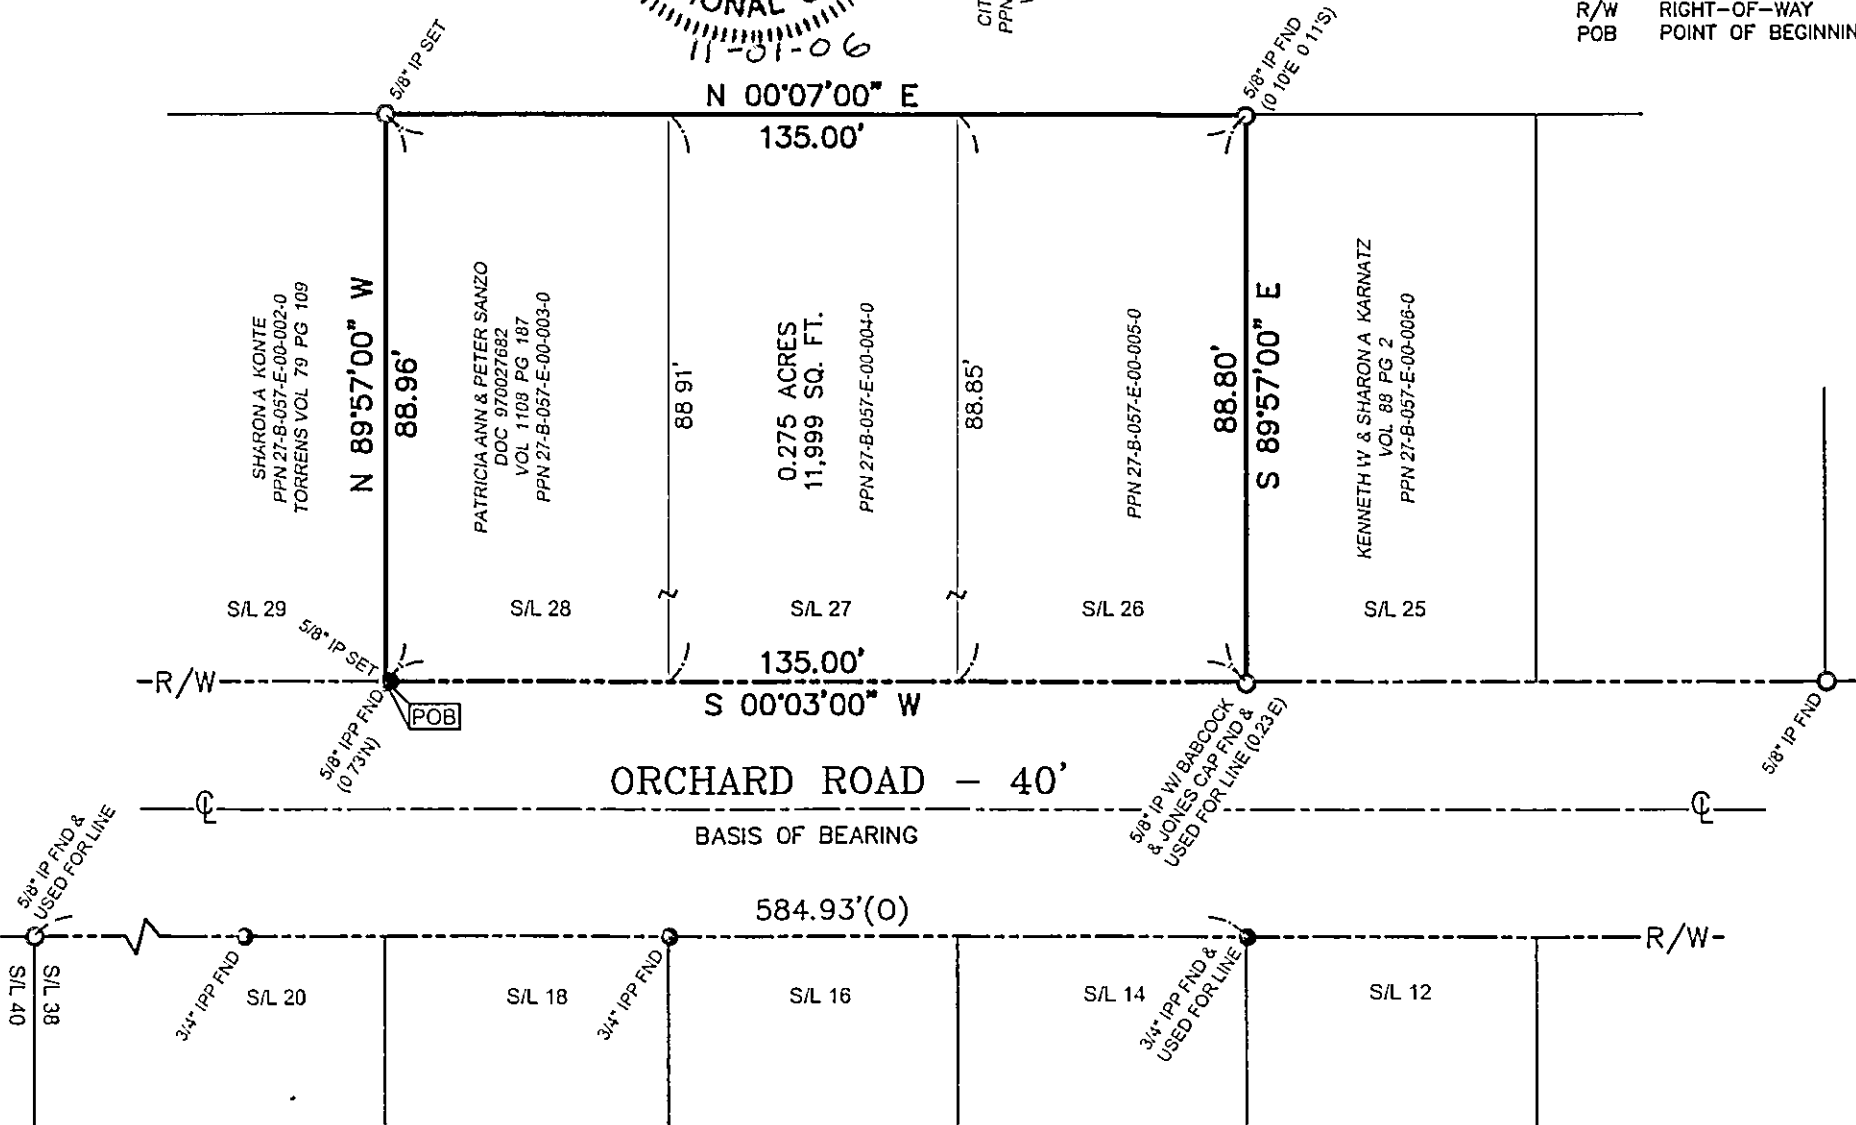 ONAL
11-01-06
CIT
PPN
R/W RIGHT-OF-WAY
POB POINT OF BEGINNIN
5/8" IP SET
5/8" IP FND
(0 10'E 0 11'S)
N 00°07'00" E
135.00'
SHARON A KONTE
PPN 27-B-057-E-00-002-0
TORRENS VOL 79 PG 109
N 89°57'00" W
88.96'
PATRICIA ANN & PETER SANZO
DOC 970027682
VOL 1108 PG 187
PPN 27-B-057-E-00-003-0
88 91'
0.275 ACRES
11,999 SQ. FT.
PPN 27-B-057-E-00-004-0
88.85'
PPN 27-B-057-E-00-005-0
88.80'
S 89°57'00" E
KENNETH W & SHARON A KARNATZ
VOL 88 PG 2
PPN 27-B-057-E-00-006-0
S/L 29
S/L 28
S/L 27
S/L 26
S/L 25
5/8" IP SET
135.00'
R/W
S 00°03'00" W
POB
5/8" IPP FND
(0 73'N)
5/8" IP W/ BABCOCK
& JONES CAP FND &
USED FOR LINE (0.23'E)
5/8" IP FND
ORCHARD ROAD - 40'
BASIS OF BEARING
5/8" IP FND &
USED FOR LINE
584.93'(O)
R/W
S/L 40
S/L 38
3/4" IPP FND
S/L 20
S/L 18
3/4" IPP FND
S/L 16
S/L 14
3/4" IPP FND &
USED FOR LINE
S/L 12